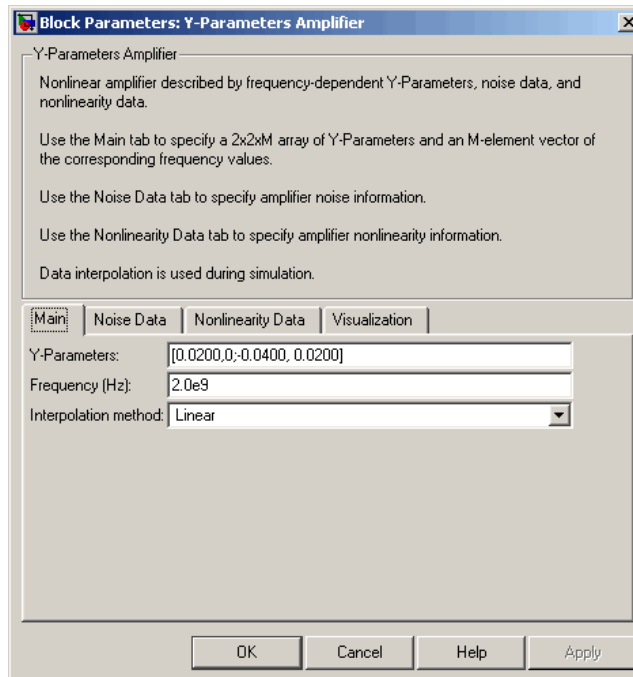 Block Parameters: Y-Parameters Amplifier
Y-Parameters Amplifier
Nonlinear amplifier described by frequency-dependent Y-Parameters, noise data, and
nonlinearity data.
Use the Main tab to specify a 2x2xM array of Y-Parameters and an M-element vector of
the corresponding frequency values.
Use the Noise Data tab to specify amplifier noise information.
Use the Nonlinearity Data tab to specify amplifier nonlinearity information.
Data interpolation is used during simulation.
Main Noise Data Nonlinearity Data Visualization
Y-Parameters: [0.0200,0;-0.0400, 0.0200]
Frequency (Hz): 2.0e9
Interpolation method: Linear
OK Cancel Help Apply